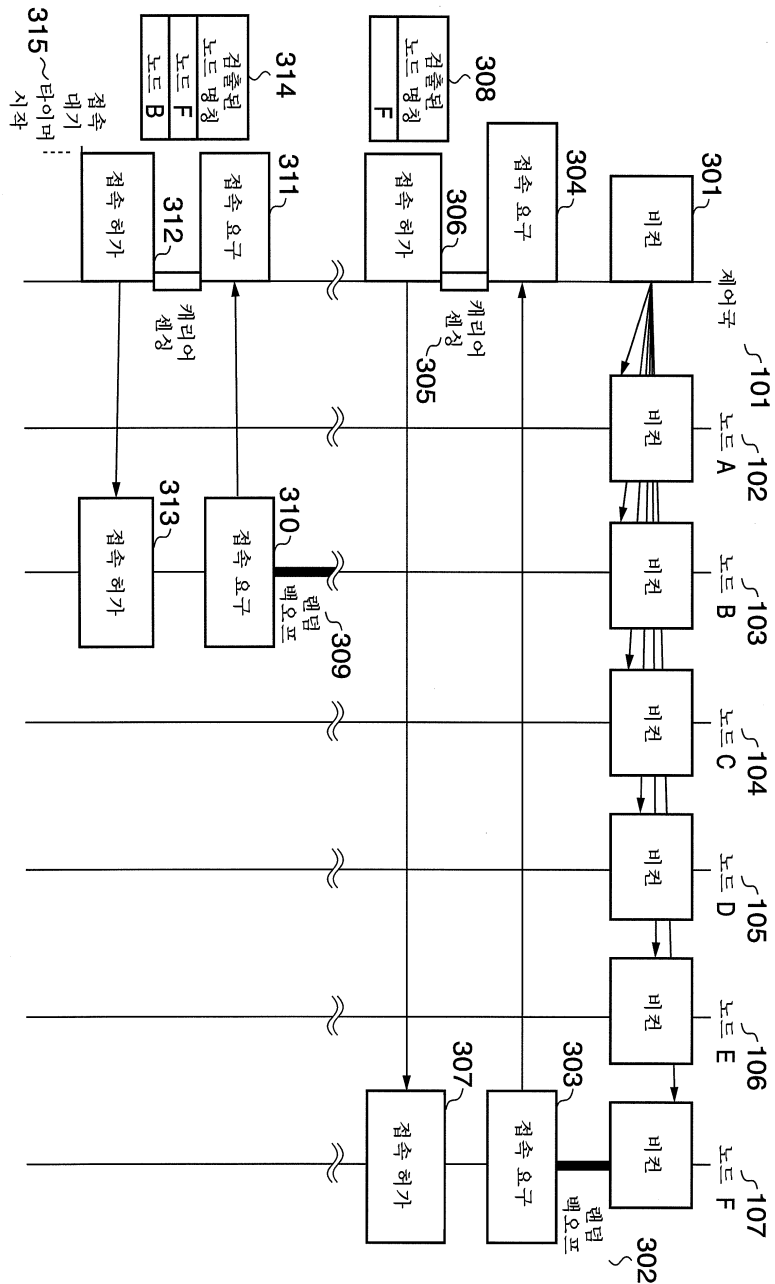 101 102 103 104 105 106 107
제어국 노드 A 노드 B 노드 C 노드 D 노드 E 노드 F
301
비컨 비컨 비컨 비컨 비컨 비컨 비컨
302
랜덤
백오프
304
접속 요구
303
접속 요구
308
검출된
노드 명칭
F
캐리어
센싱
305
306
접속 허가
307
접속 허가
309
랜덤
백오프
311
접속 요구
310
접속 요구
314
검출된
노드 명칭
노드 F
노드 B
캐리어
센싱
312
접속 허가
313
접속 허가
접속
대기
315 타이머
시작